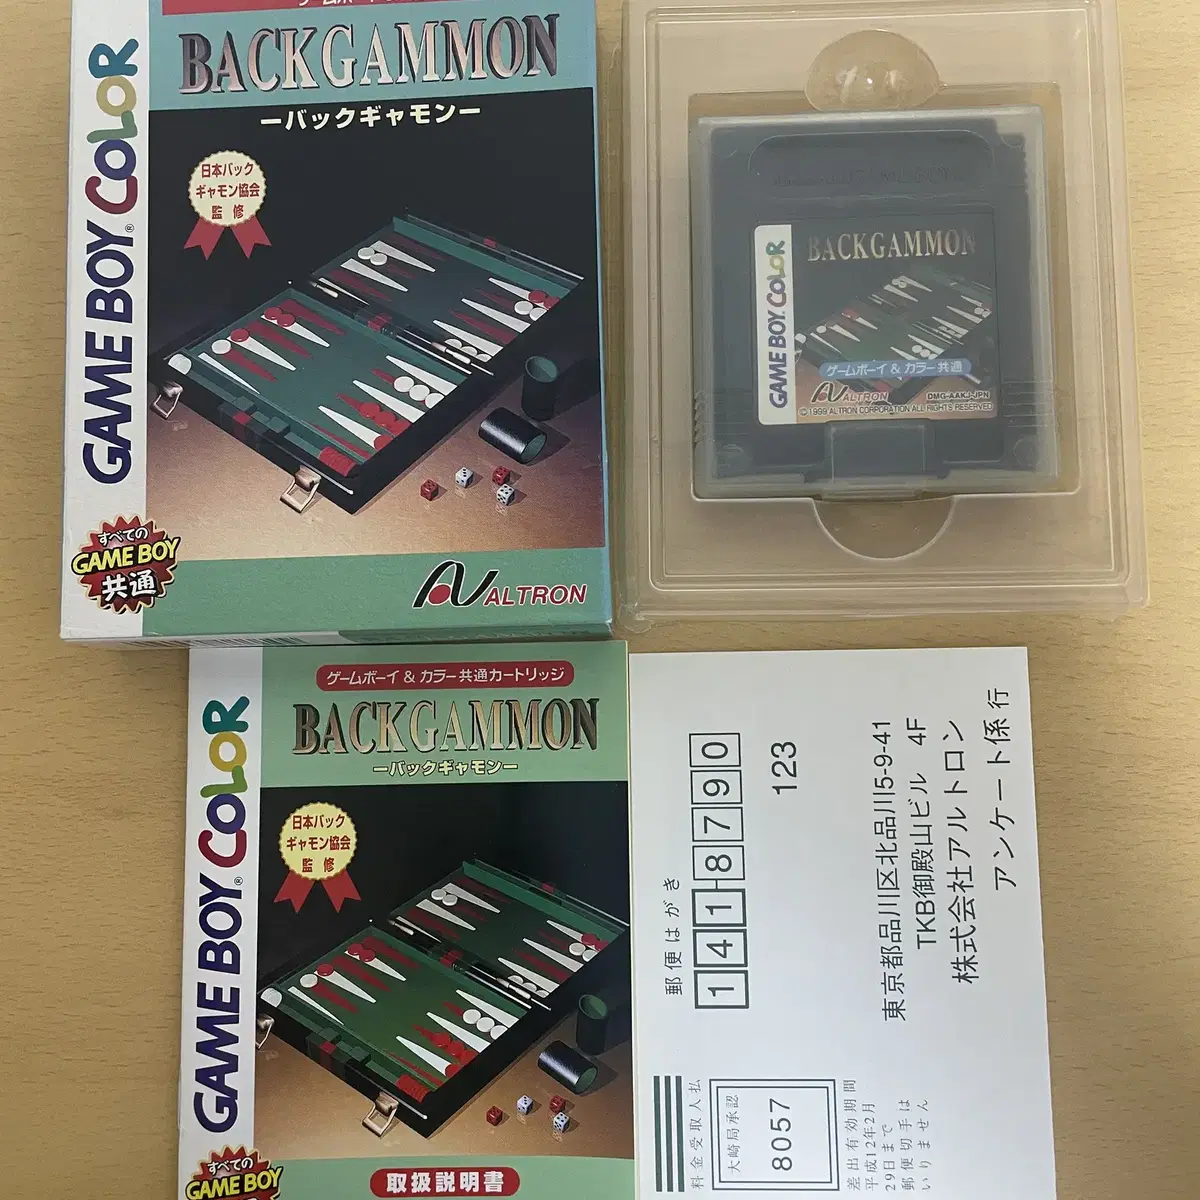 BACKGAMMON
ーバックギャモンー
日本バック
ギャモン協会
監修
GAME BOY COLOR
すべての
GAME BOY
共通
ALTRON
GAME BOY COLOR
BACKGAMMON
ゲームボーイ & カラー共通
ALTRON
DMG-AAKJ-JPN
© 1999 ALTRON CORPORATION ALL RIGHTS RESERVED
ゲームボーイ & カラー共通カートリッジ
BACKGAMMON
ーバックギャモンー
日本バック
ギャモン協会
監修
GAME BOY COLOR
すべての
GAME BOY
取扱説明書
郵便はがき
1418790
123
東京都品川区北品川5-9-41
TKB御殿山ビル 4F
株式会社アルトロン
アンケート係 行
料金受取人払
大崎局承認
8057
差出有効期間
平成12年2月
29日まで
郵便切手は
いりません